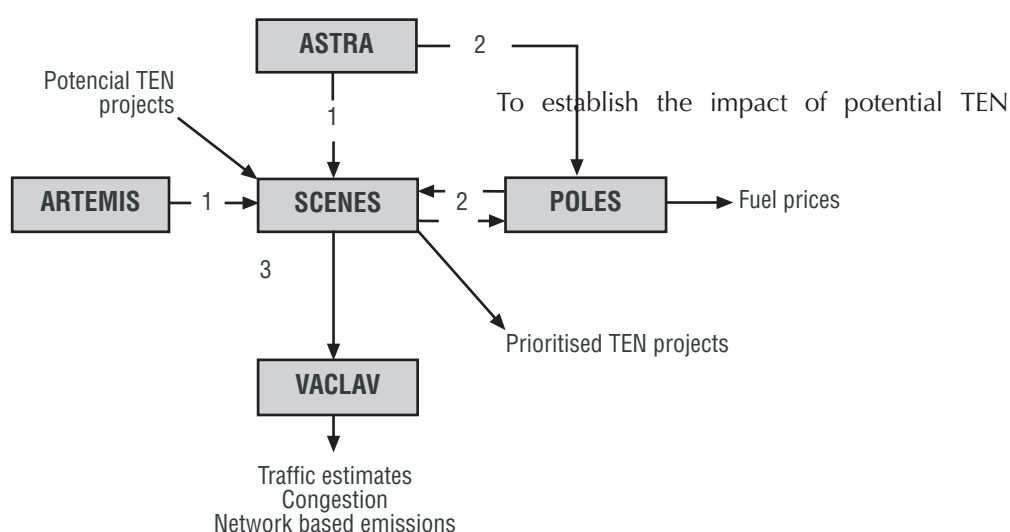 ASTRA
2
Potencial TEN
projects
To establish the impact of potential TEN
1
ARTEMIS
1
SCENES
2
POLES
Fuel prices
3
Prioritised TEN projects
VACLAV
Traffic estimates
Congestion
Network based emissions